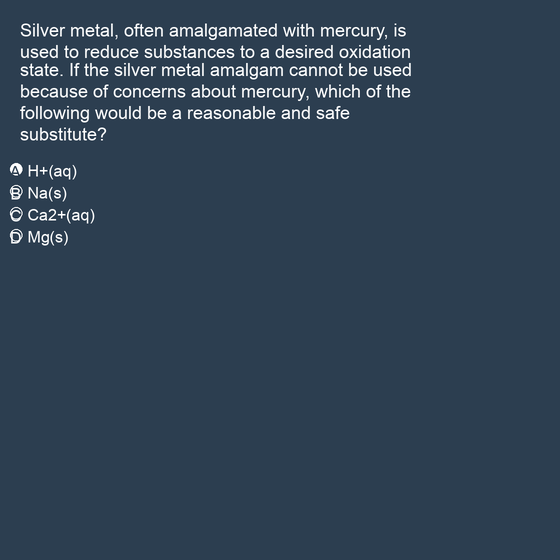 Silver metal, often amalgamated with mercury, is
used to reduce substances to a desired oxidation
state. If the silver metal amalgam cannot be used
because of concerns about mercury, which of the
following would be a reasonable and safe
substitute?
A H+(aq)
B Na(s)
C Ca2+(aq)
D Mg(s)